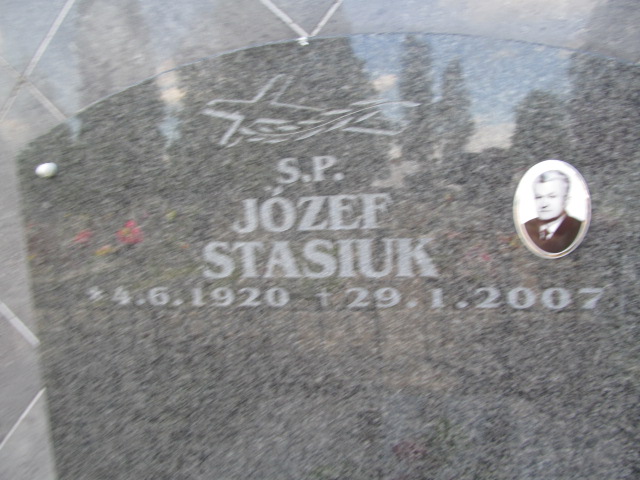 Ś.P.
JÓZEF
STASIUK
* 4.6.1920 † 29.1.2007